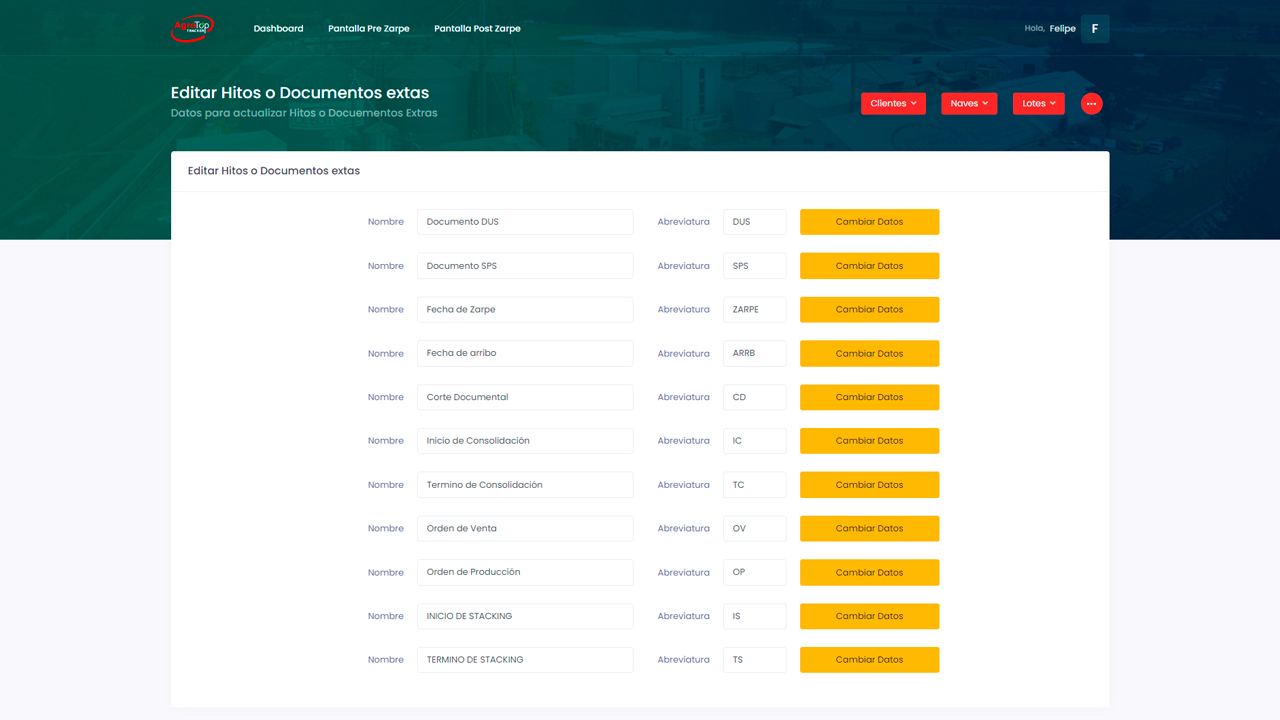 AgroTop
TRACKER
Dashboard
Pantalla Pre Zarpe
Pantalla Post Zarpe
Hola, Felipe
F
Editar Hitos o Documentos extas
Datos para actualizar Hitos o Docuementos Extras
Clientes
Naves
Lotes
Editar Hitos o Documentos extas
Nombre Documento DUS Abreviatura DUS Cambiar Datos
Nombre Documento SPS Abreviatura SPS Cambiar Datos
Nombre Fecha de Zarpe Abreviatura ZARPE Cambiar Datos
Nombre Fecha de arribo Abreviatura ARRB Cambiar Datos
Nombre Corte Documental Abreviatura CD Cambiar Datos
Nombre Inicio de Consolidación Abreviatura IC Cambiar Datos
Nombre Termino de Consolidación Abreviatura TC Cambiar Datos
Nombre Orden de Venta Abreviatura OV Cambiar Datos
Nombre Orden de Producción Abreviatura OP Cambiar Datos
Nombre INICIO DE STACKING Abreviatura IS Cambiar Datos
Nombre TERMINO DE STACKING Abreviatura TS Cambiar Datos